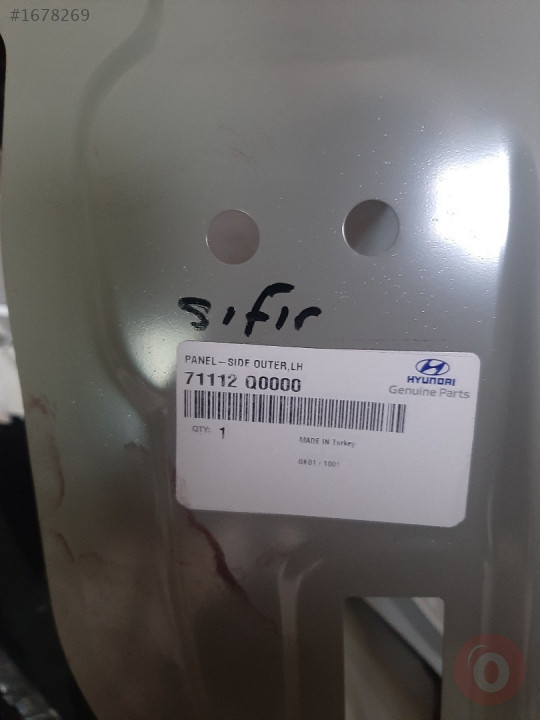 #1678269
sıfır
PANEL-SIDE OUTER,LH
71112 Q0000
HYUNDAI
Genuine Parts
QTY: 1
MADE IN Turkey